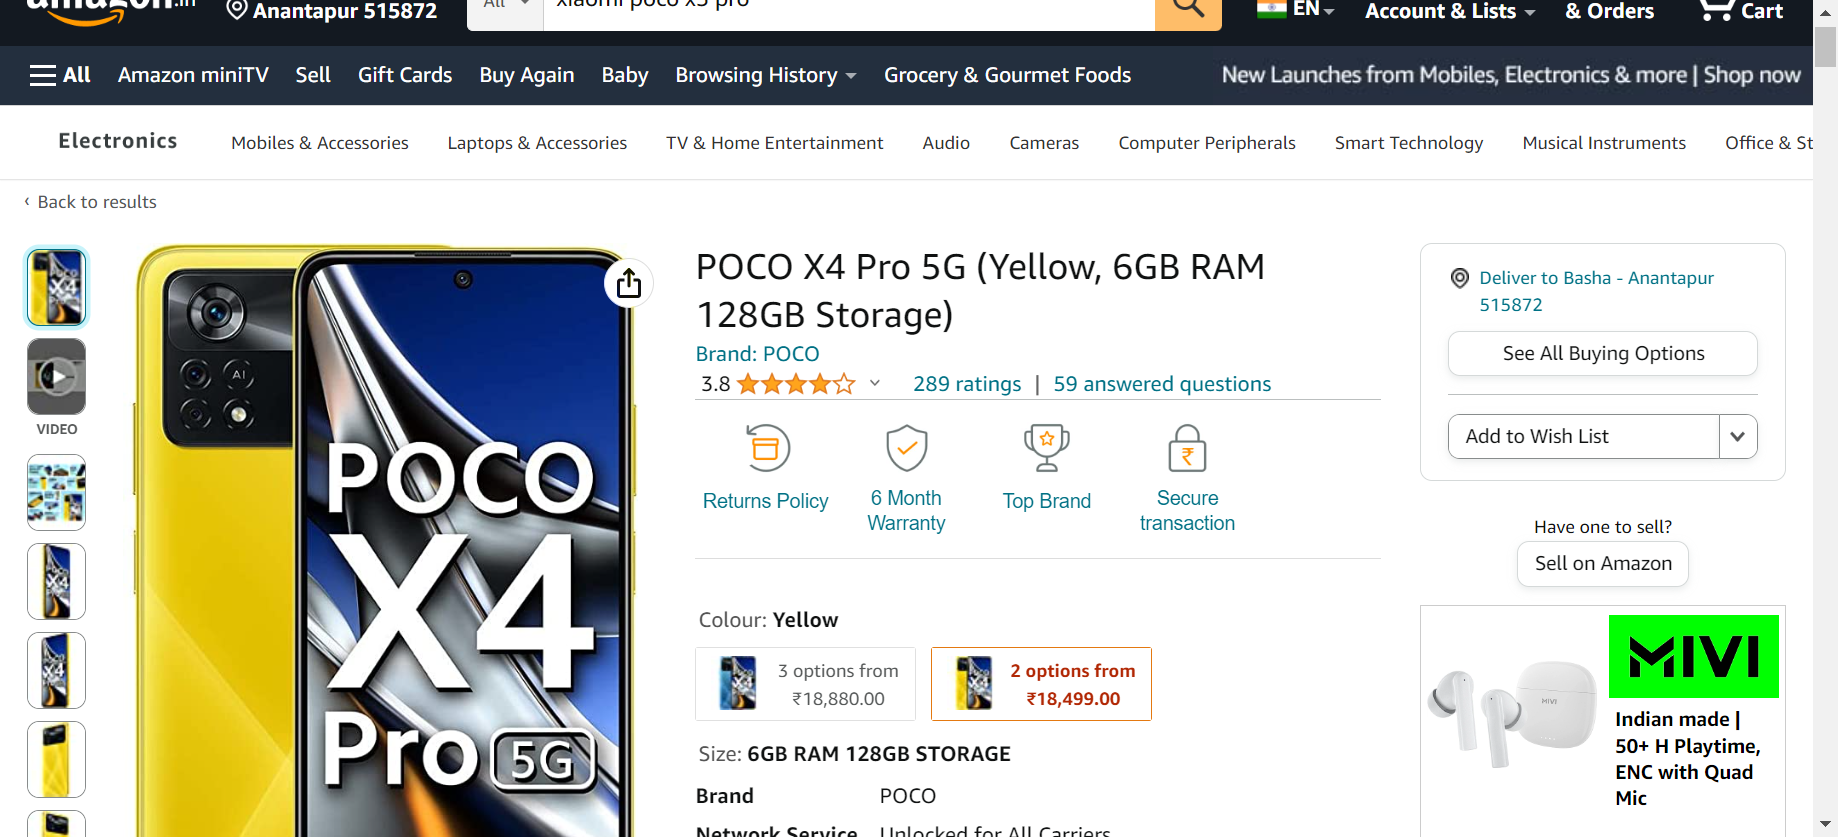 amazon.in
Anantapur 515872
All
xiaomi poco x5 pro
EN
Account & Lists
& Orders
Cart
All
Amazon miniTV
Sell
Gift Cards
Buy Again
Baby
Browsing History
Grocery & Gourmet Foods
New Launches from Mobiles, Electronics & more | Shop now
Electronics
Mobiles & Accessories
Laptops & Accessories
TV & Home Entertainment
Audio
Cameras
Computer Peripherals
Smart Technology
Musical Instruments
Office & St
‹ Back to results
VIDEO
AI
POCO
X4
Pro 5G
POCO X4 Pro 5G (Yellow, 6GB RAM
128GB Storage)
Brand: POCO
3.8
289 ratings | 59 answered questions
Returns Policy
6 Month
Warranty
Top Brand
Secure
transaction
Colour: Yellow
3 options from
₹18,880.00
2 options from
₹18,499.00
Size: 6GB RAM 128GB STORAGE
Brand POCO
Network Service Unlocked for All Carriers
Deliver to Basha - Anantapur
515872
See All Buying Options
Add to Wish List
Have one to sell?
Sell on Amazon
MIVI
MIVI
Indian made |
50+ H Playtime,
ENC with Quad
Mic